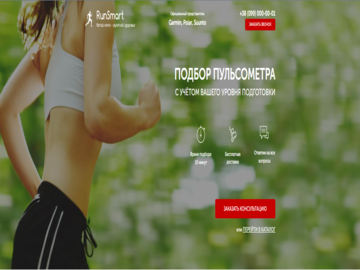 RunSmart
Официальный представитель
Garmin, Polar, Suunto
+38 (099) 000-00-01
ЗАКАЗАТЬ ЗВОНОК
ПОДБОР ПУЛЬСОМЕТРА
С УЧЁТОМ ВАШЕГО УРОВНЯ ПОДГОТОВКИ
Время подбора
10 минут
Бесплатная
доставка
Ответим на все
вопросы
ЗАКАЗАТЬ КОНСУЛЬТАЦИЮ
или ПЕРЕЙТИ В КАТАЛОГ